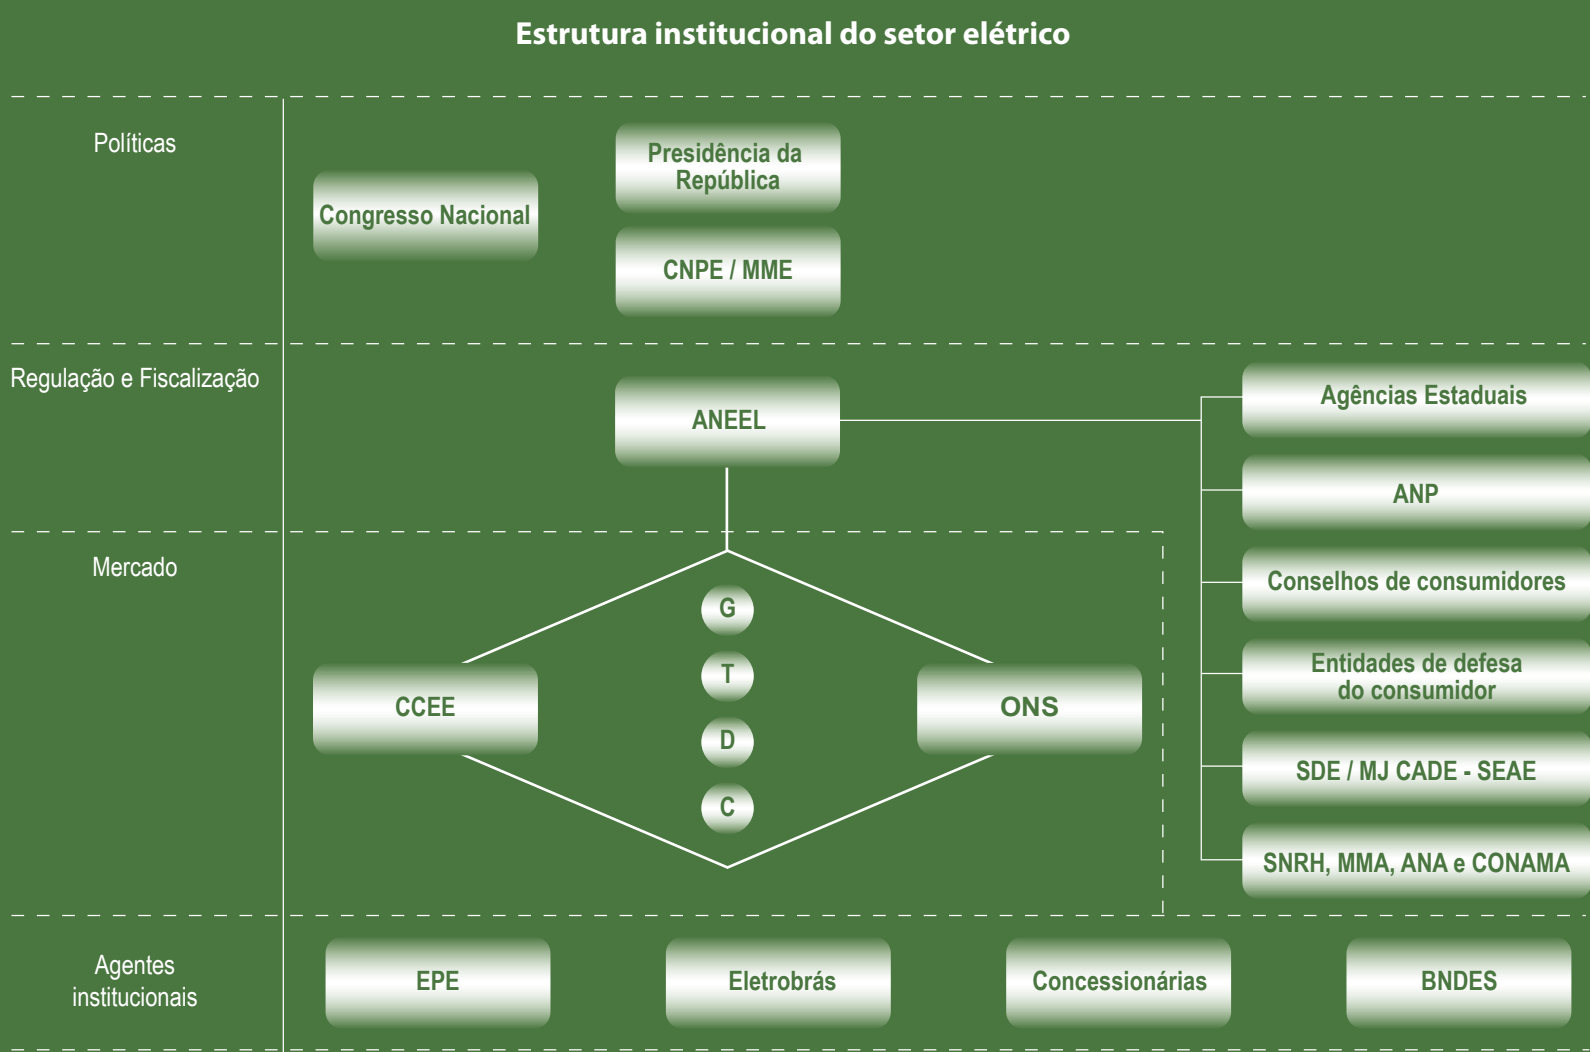 Estrutura institucional do setor elétrico
Políticas
Congresso Nacional
Presidência da
República
CNPE / MME
Regulação e Fiscalização
ANEEL
Agências Estaduais
ANP
Conselhos de consumidores
Entidades de defesa
do consumidor
SDE / MJ CADE - SEAE
SNRH, MMA, ANA e CONAMA
Mercado
G
T
D
C
CCEE
ONS
Agentes
institucionais
EPE
Eletrobrás
Concessionárias
BNDES